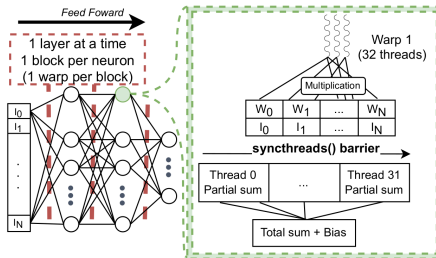 Feed Foward
1 layer at a time
1 block per neuron
(1 warp per block)
I0
I1
.
.
.
IN
Warp 1
(32 threads)
Multiplication
W0 W1 ... WN
I0 I1 ... IN
syncthreads() barrier
Thread 0 ... Thread 31
Partial sum Partial sum
Total sum + Bias